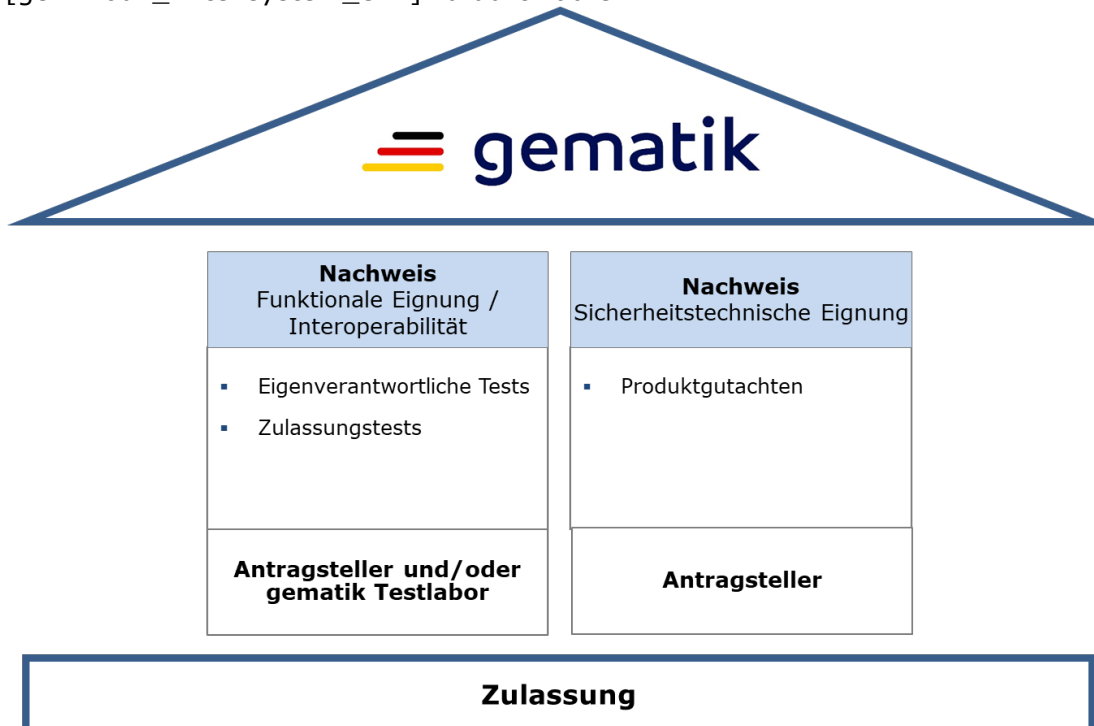 gematik
Nachweis
Funktionale Eignung /
Interoperabilität
Nachweis
Sicherheitstechnische Eignung
▪ Eigenverantwortliche Tests
▪ Zulassungstests
▪ Produktgutachten
Antragsteller und/oder
gematik Testlabor
Antragsteller
Zulassung